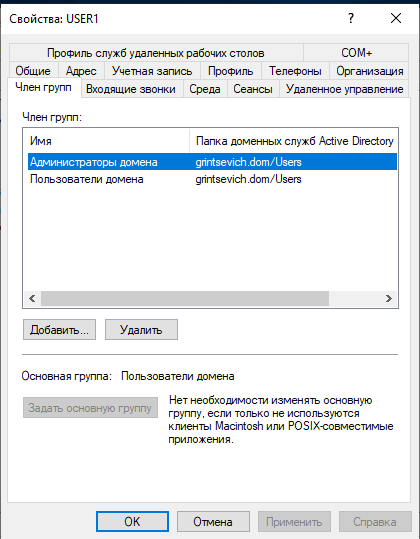 Свойства: USER1
Профиль служб удаленных рабочих столов COM+
Общие Адрес Учетная запись Профиль Телефоны Организация
Член групп Входящие звонки Среда Сеансы Удаленное управление
Член групп:
Имя Папка доменных служб Active Directory
Администраторы домена grintsevich.dom/Users
Пользователи домена grintsevich.dom/Users
Добавить... Удалить
Основная группа: Пользователи домена
Задать основную группу
Нет необходимости изменять основную
группу, если только не используются
клиенты Macintosh или POSIX-совместимые
приложения.
OK Отмена Применить Справка